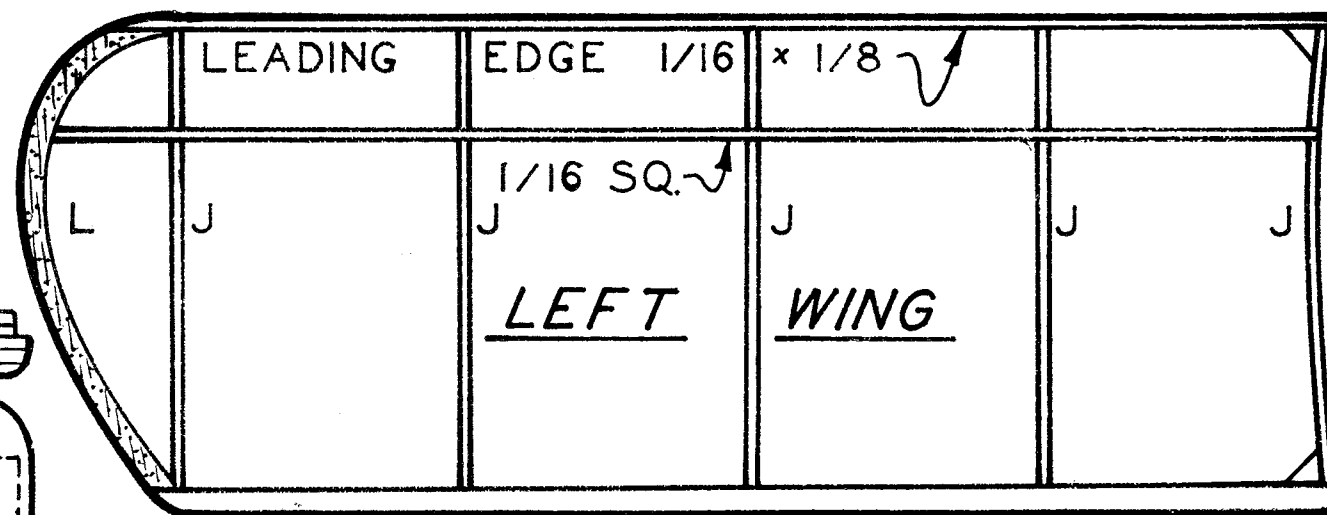 LEADING EDGE 1/16 × 1/8
1/16 SQ.
L J J J J J
LEFT WING